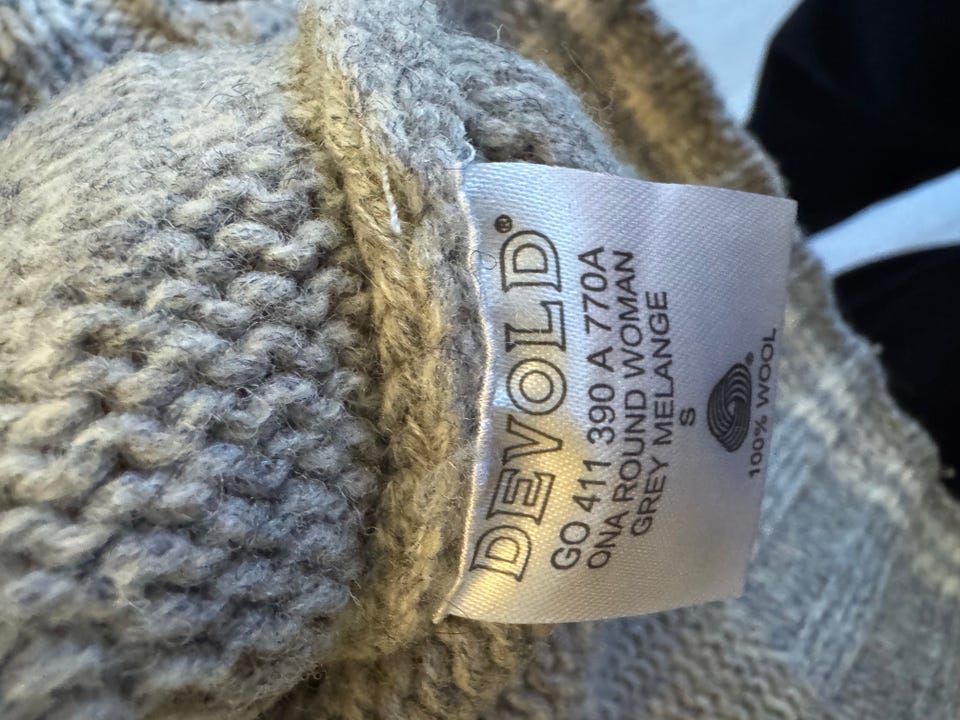 DEVOLD®
GO 411 390 A 770A
ONA ROUND WOMAN
GREY MELANGE
S
®
100% WOOL